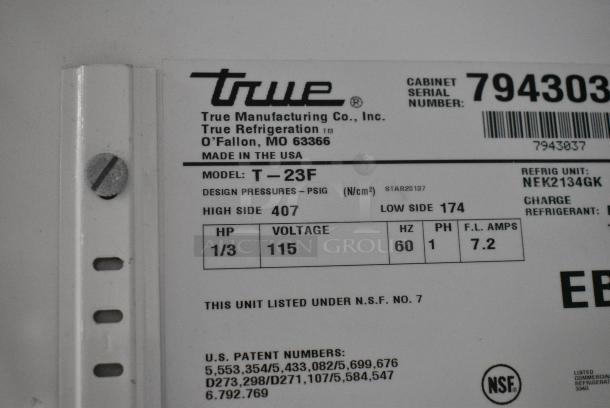 true ®
CABINET SERIAL NUMBER: 794303
7943037
True Manufacturing Co., Inc.
True Refrigeration TM
O'Fallon, MO 63366
MADE IN THE USA
MODEL: T-23F
REFRIG UNIT: NEK2134GK
DESIGN PRESSURES-PSIG (N/cm²)
HIGH SIDE 407 LOW SIDE 174
CHARGE
REFRIGERANT:
HP VOLTAGE HZ PH F.L. AMPS
1/3 115 60 1 7.2
EB
THIS UNIT LISTED UNDER N.S.F. NO. 7
U.S. PATENT NUMBERS:
5,553,354/5,433,082/5,699,676
D273,298/D271,107/5,584,547
6.792.769
NSF
LISTED